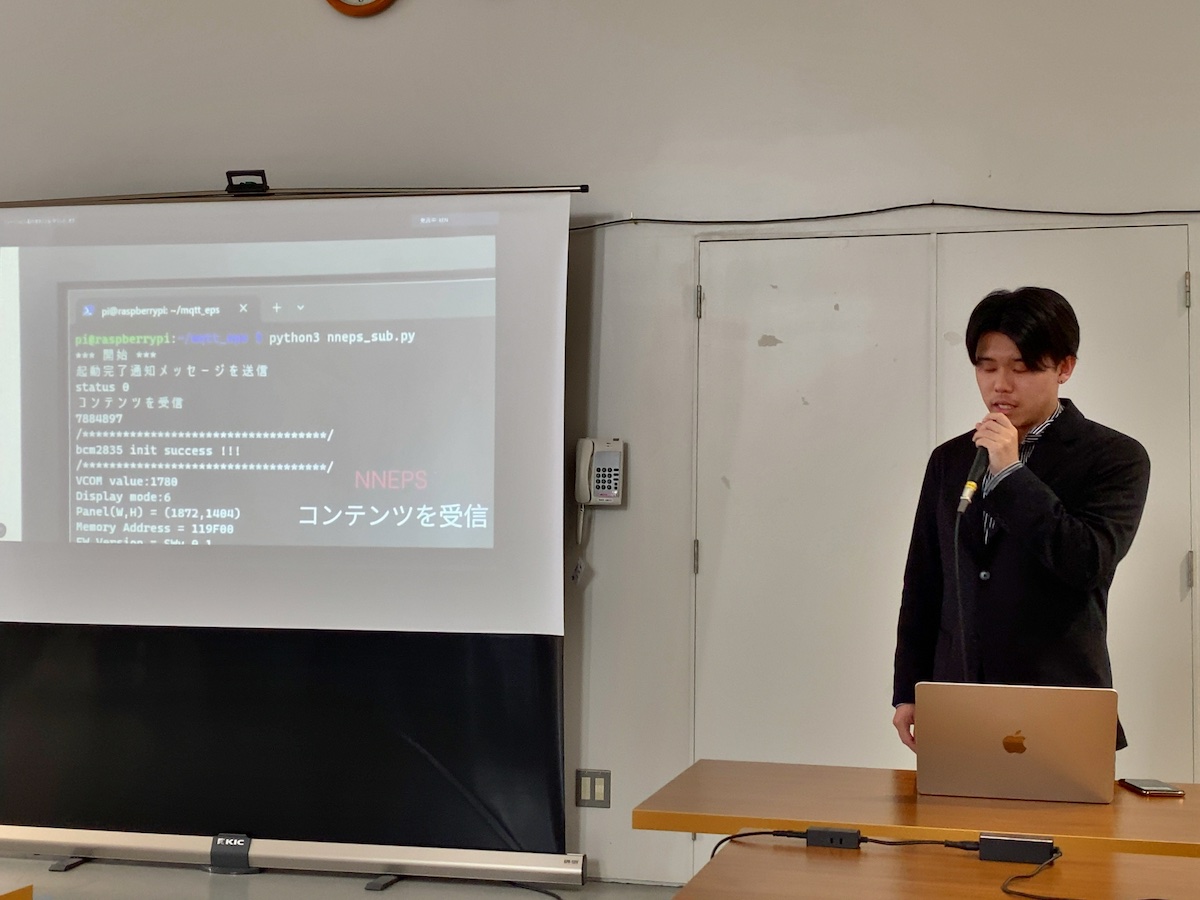 pi@raspberrypi: ~/mqtt_eps
pi@raspberrypi:~/mqtt_eps $ python3 nneps_sub.py
*** 開始 ***
起動完了通知メッセージを送信
status 0
コンテンツを受信
7884897
/**********************************/
bcm2835 init success !!!
/**********************************/
VCOM value:1780
Display mode:6
Panel(W,H) = (1872,1404)
Memory Address = 119F00
NNEPS
コンテンツを受信
KIC